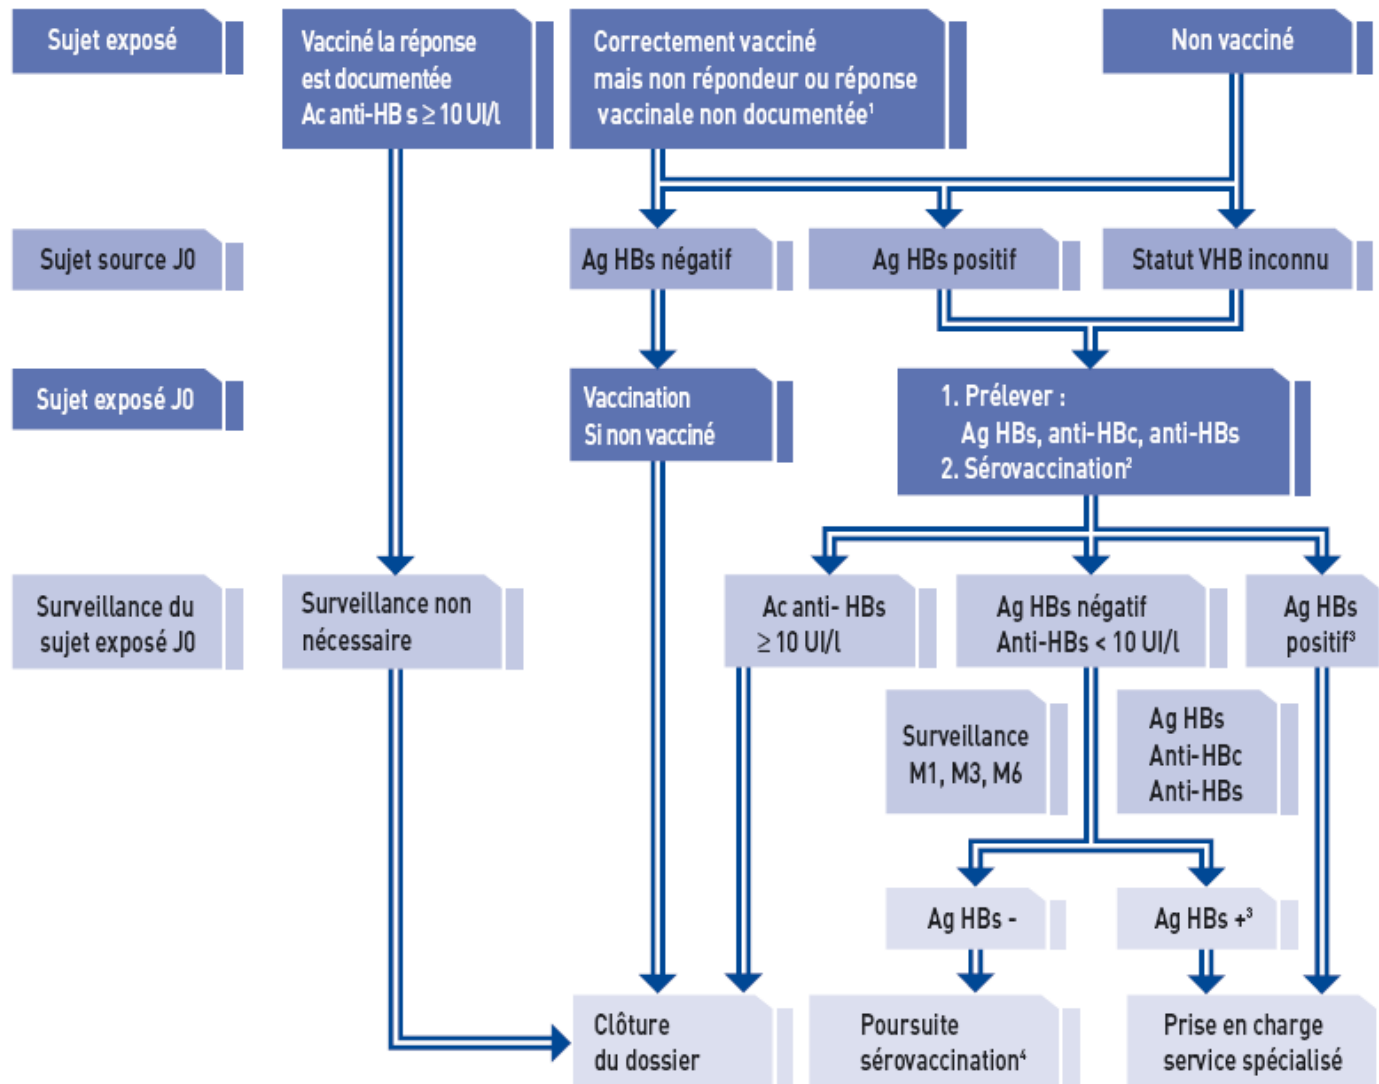 Sujet exposé
Vacciné la réponse
est documentée
Ac anti-HB s ≥ 10 UI/l
Correctement vacciné
mais non répondeur ou réponse
vaccinale non documentée¹
Non vacciné
Sujet source J0
Ag HBs négatif
Ag HBs positif
Statut VHB inconnu
Sujet exposé J0
Vaccination
Si non vacciné
1. Prélever :
Ag HBs, anti-HBc, anti-HBs
2. Sérovaccination²
Surveillance du
sujet exposé J0
Surveillance non
nécessaire
Ac anti- HBs
≥ 10 UI/l
Ag HBs négatif
Anti-HBs < 10 UI/l
Ag HBs
positif³
Surveillance
M1, M3, M6
Ag HBs
Anti-HBc
Anti-HBs
Ag HBs -
Ag HBs +³
Clôture
du dossier
Poursuite
sérovaccination⁴
Prise en charge
service spécialisé